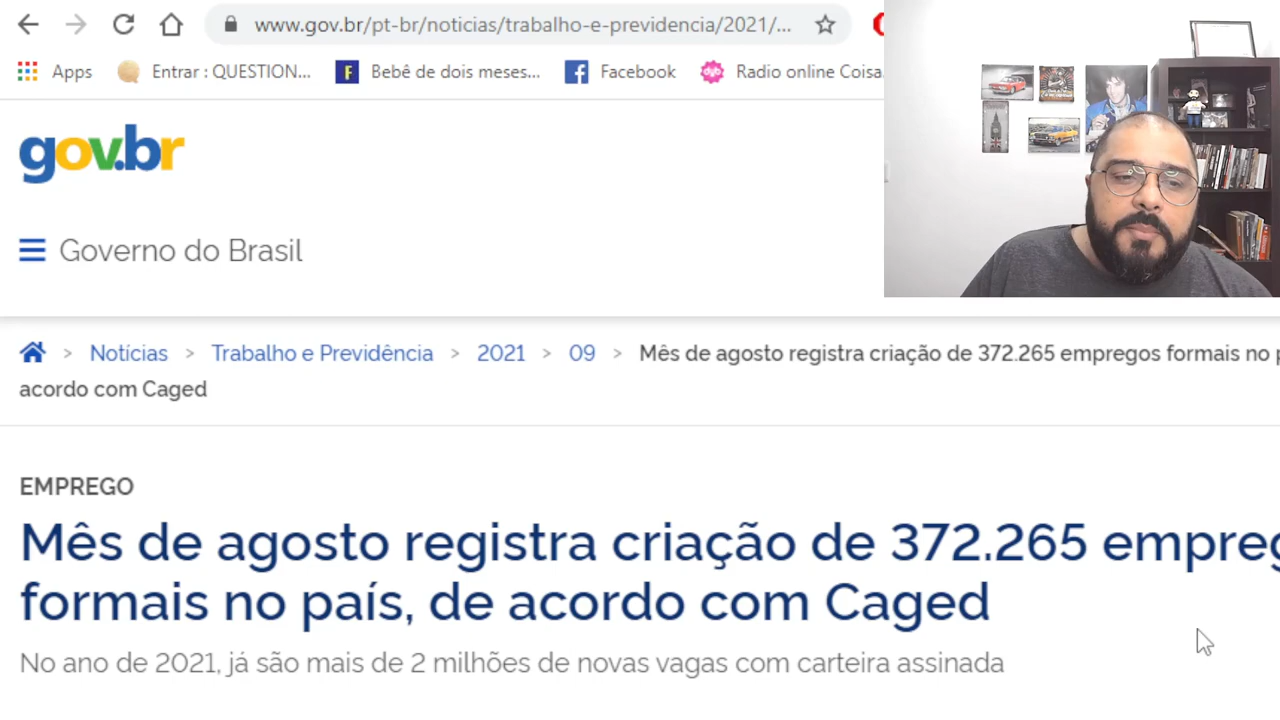 www.gov.br/pt-br/noticias/trabalho-e-previdencia/2021/...
Apps Entrar : QUESTION... F Bebê de dois meses... Facebook Radio online Coisa
gov.br
Governo do Brasil
> Notícias > Trabalho e Previdência > 2021 > 09 > Mês de agosto registra criação de 372.265 empregos formais no
acordo com Caged
EMPREGO
Mês de agosto registra criação de 372.265 empreg
formais no país, de acordo com Caged
No ano de 2021, já são mais de 2 milhões de novas vagas com carteira assinada